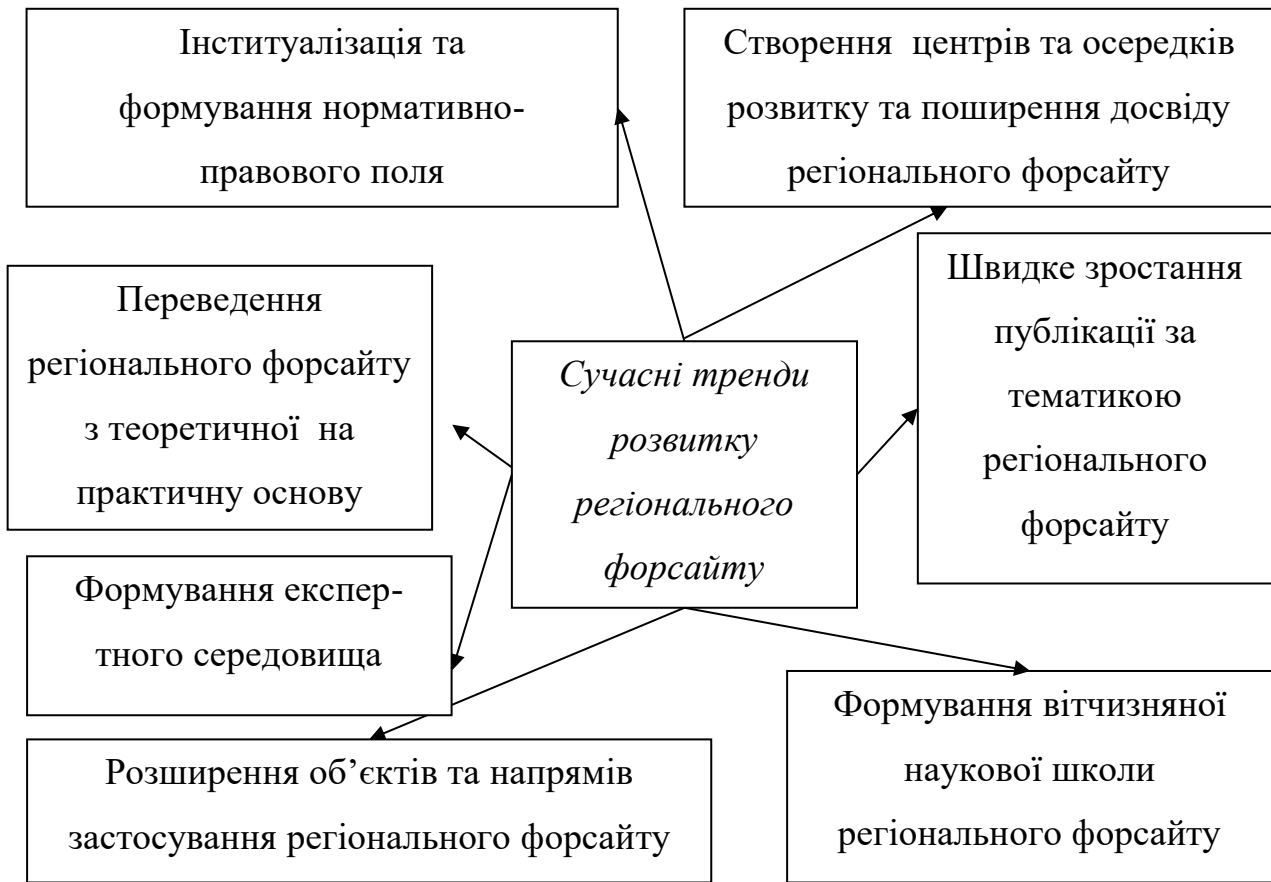 Інституалізація та
формування нормативно-
правового поля
Створення центрів та осередків
розвитку та поширення досвіду
регіонального форсайту
Переведення
регіонального форсайту
з теоретичної на
практичну основу
Сучасні тренди
розвитку
регіонального
форсайту
Швидке зростання
публікації за
тематикою
регіонального
форсайту
Формування експер-
тного середовища
Розширення об’єктів та напрямів
застосування регіонального форсайту
Формування вітчизняної
наукової школи
регіонального форсайту